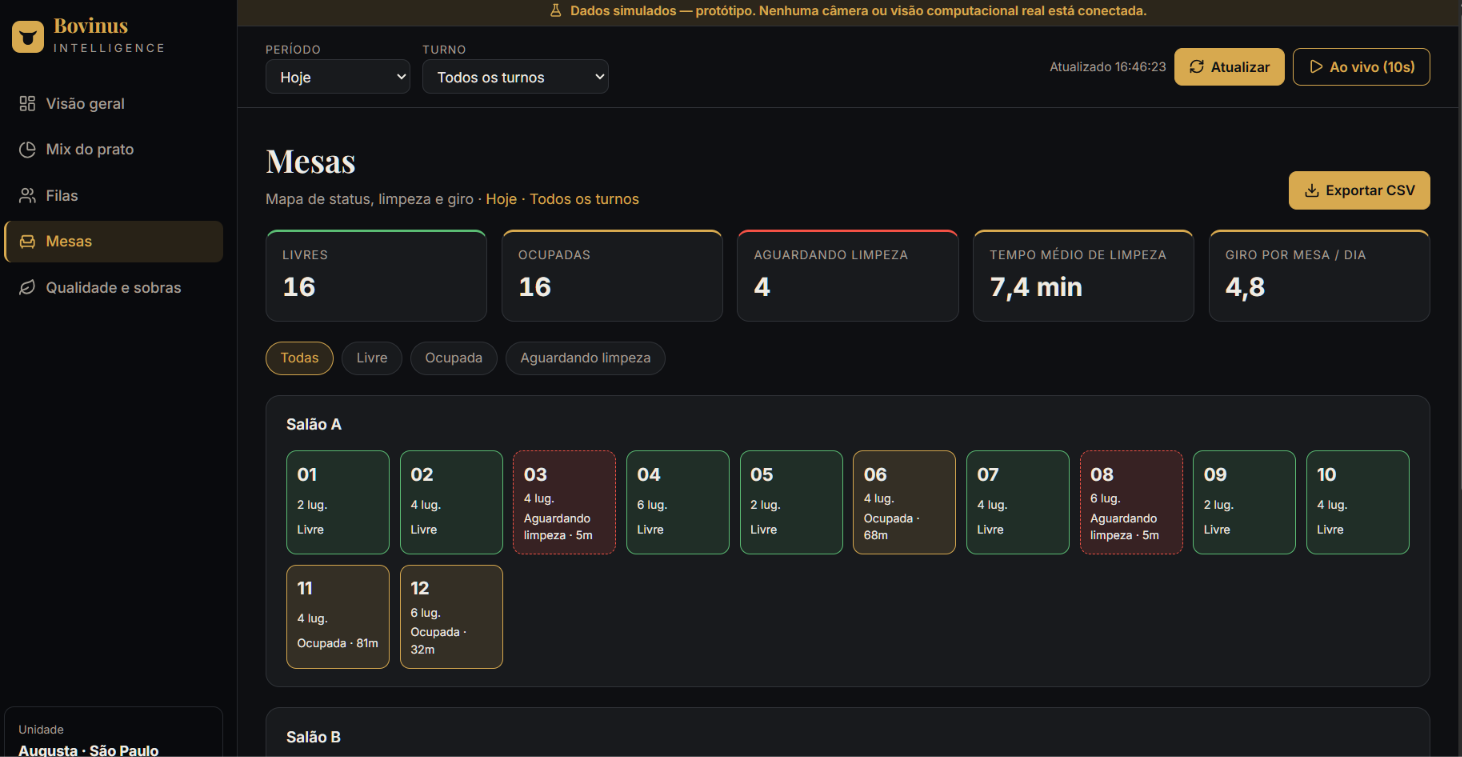 Bovinus
INTELLIGENCE
Visão geral
Mix do prato
Filas
Mesas
Qualidade e sobras
Unidade
Augusta · São Paulo
Dados simulados — protótipo. Nenhuma câmera ou visão computacional real está conectada.
PERÍODO
Hoje
TURNO
Todos os turnos
Atualizado 16:46:23
Atualizar
Ao vivo (10s)
Mesas
Mapa de status, limpeza e giro · Hoje · Todos os turnos
Exportar CSV
LIVRES
16
OCUPADAS
16
AGUARDANDO LIMPEZA
4
TEMPO MÉDIO DE LIMPEZA
7,4 min
GIRO POR MESA / DIA
4,8
Todas
Livre
Ocupada
Aguardando limpeza
Salão A
01
2 lug.
Livre
02
4 lug.
Livre
03
4 lug.
Aguardando
limpeza · 5m
04
6 lug.
Livre
05
2 lug.
Livre
06
4 lug.
Ocupada ·
68m
07
4 lug.
Livre
08
6 lug.
Aguardando
limpeza · 5m
09
2 lug.
Livre
10
4 lug.
Livre
11
4 lug.
Ocupada · 81m
12
6 lug.
Ocupada ·
32m
Salão B